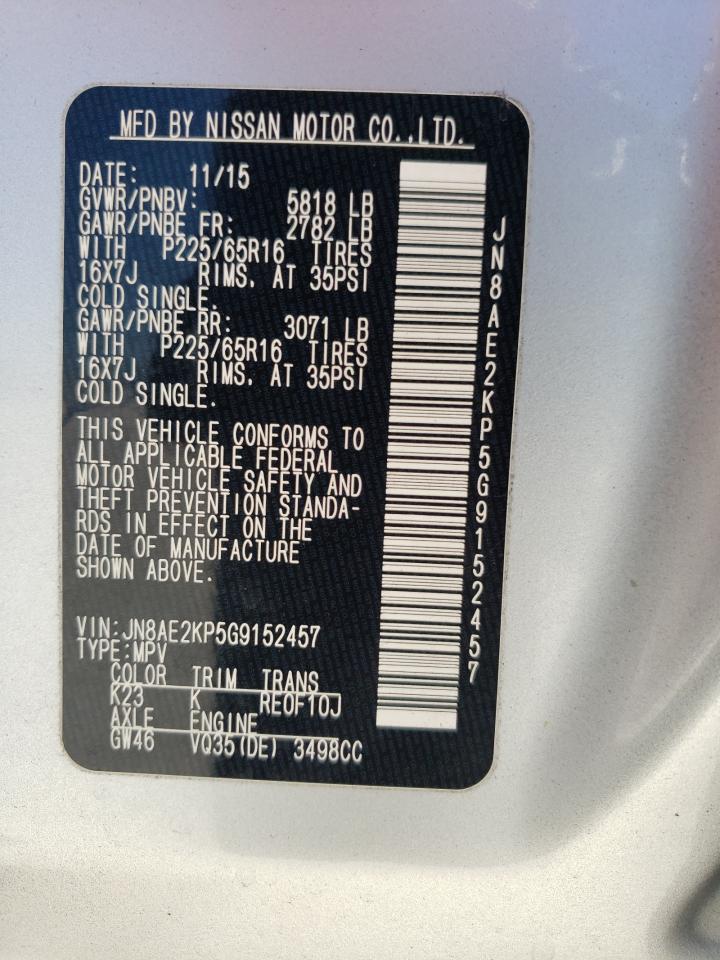 MFD BY NISSAN MOTOR CO.,LTD.
DATE: 11/15
GVWR/PNBV: 5818 LB
GAWR/PNBE FR: 2782 LB
WITH P225/65R16 TIRES
16X7J RIMS, AT 35PSI
COLD SINGLE.
GAWR/PNBE RR: 3071 LB
WITH P225/65R16 TIRES
16X7J RIMS, AT 35PSI
COLD SINGLE.
THIS VEHICLE CONFORMS TO
ALL APPLICABLE FEDERAL
MOTOR VEHICLE SAFETY AND
THEFT PREVENTION STANDA-
RDS IN EFFECT ON THE
DATE OF MANUFACTURE
SHOWN ABOVE.
VIN:JN8AE2KP5G9152457
TYPE:MPV
COLOR TRIM TRANS
K23 K RE0F10J
AXLE ENGINE
GW46 VQ35(DE) 3498CC
JN8AE2KP5G9152457